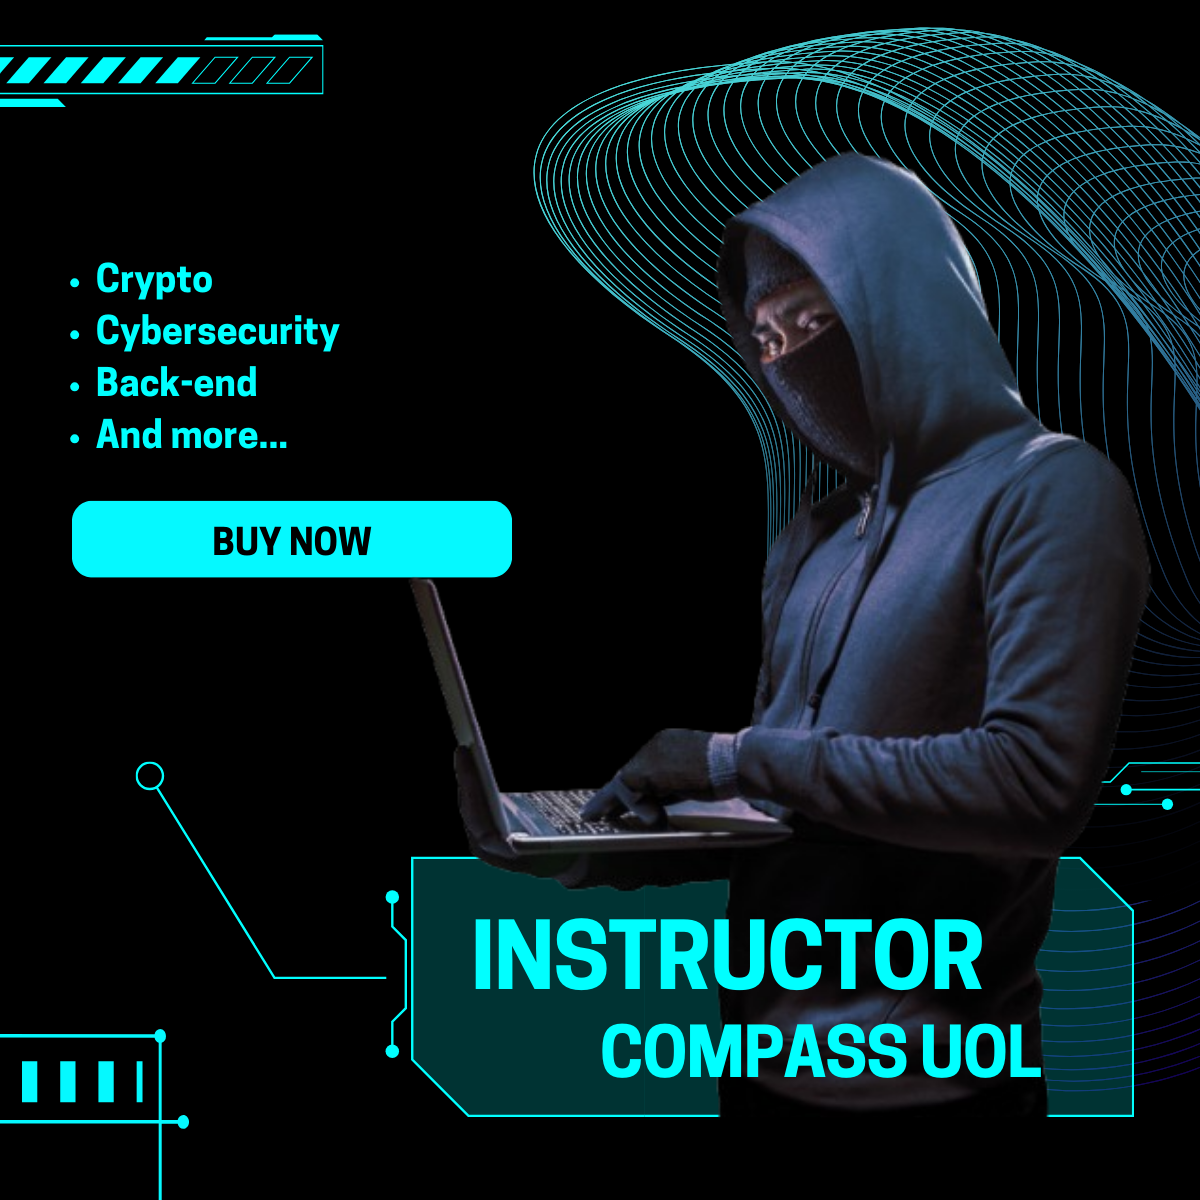 • Crypto
• Cybersecurity
• Back-end
• And more...
BUY NOW
INSTRUCTOR
COMPASS UOL